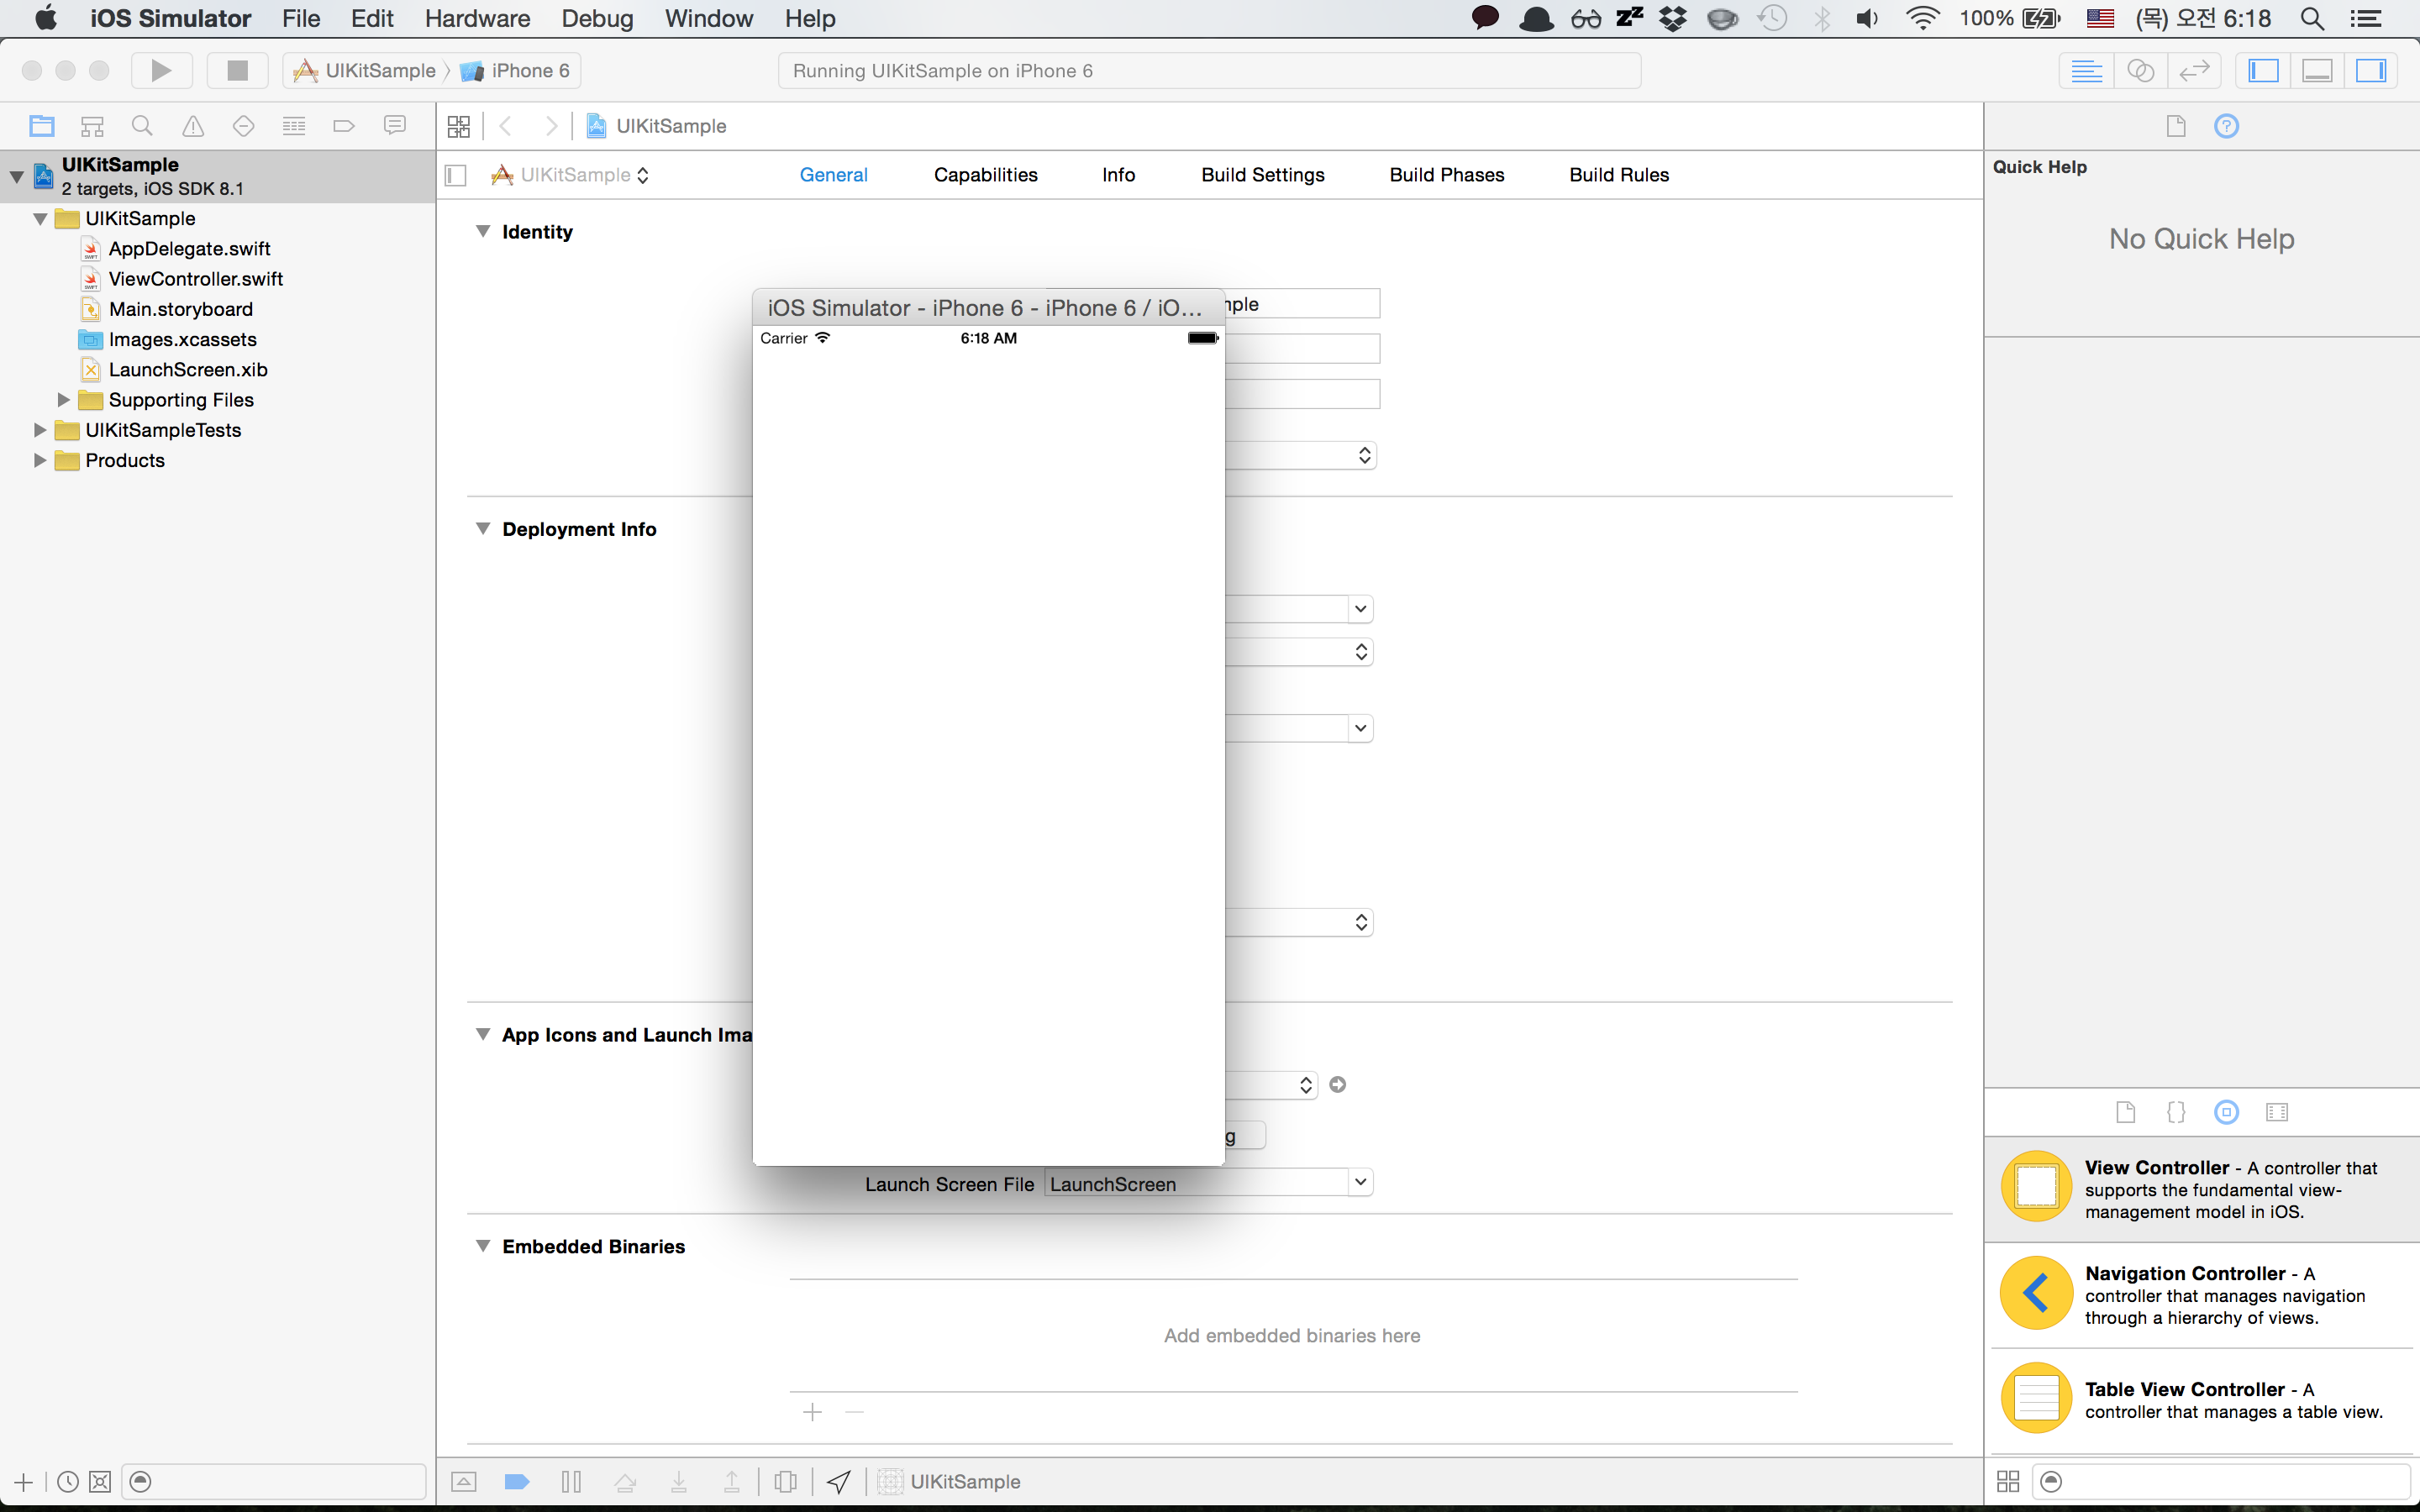 iOS Simulator File Edit Hardware Debug Window Help 100% (목) 오전 6:18
UIKitSample iPhone 6 Running UIKitSample on iPhone 6
UIKitSample
UIKitSample
2 targets, iOS SDK 8.1
UIKitSample
AppDelegate.swift
ViewController.swift
Main.storyboard
Images.xcassets
LaunchScreen.xib
Supporting Files
UIKitSampleTests
Products
UIKitSample General Capabilities Info Build Settings Build Phases Build Rules
Identity
iOS Simulator - iPhone 6 - iPhone 6 / iO...
Carrier 6:18 AM
Deployment Info
App Icons and Launch Ima
Launch Screen File LaunchScreen
Embedded Binaries
Add embedded binaries here
UIKitSample
Quick Help
No Quick Help
View Controller - A controller that
supports the fundamental view-
management model in iOS.
Navigation Controller - A
controller that manages navigation
through a hierarchy of views.
Table View Controller - A
controller that manages a table view.